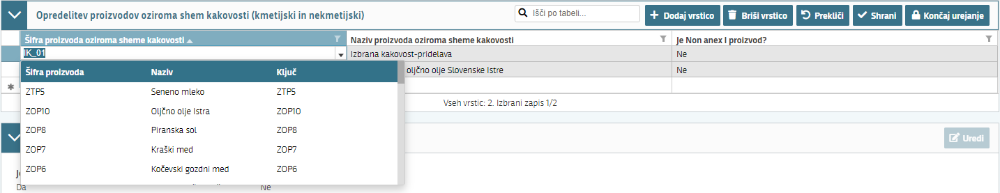 Opredelitev proizvodov oziroma shem kakovosti (kmetijski in nekmetijski) Išči po tabeli... Dodaj vrstico Briši vrstico Prekliči Shrani Končaj urejanje
Šifra proizvoda oziroma sheme kakovosti Naziv proizvoda oziroma sheme kakovosti Je Non anex I proizvod?
IK_01 Izbrana kakovost-pridelava Ne
oljčno olje Slovenske Istre Ne
Šifra proizvoda Naziv Ključ
ZTP5 Seneno mleko ZTP5
ZOP10 Oljčno olje Istra ZOP10
Vseh vrstic: 2. Izbrani zapis 1/2
ZOP8 Piranska sol ZOP8
Uredi
ZOP7 Kraški med ZOP7
ZOP6 Kočevski gozdni med ZOP6
Da Ne